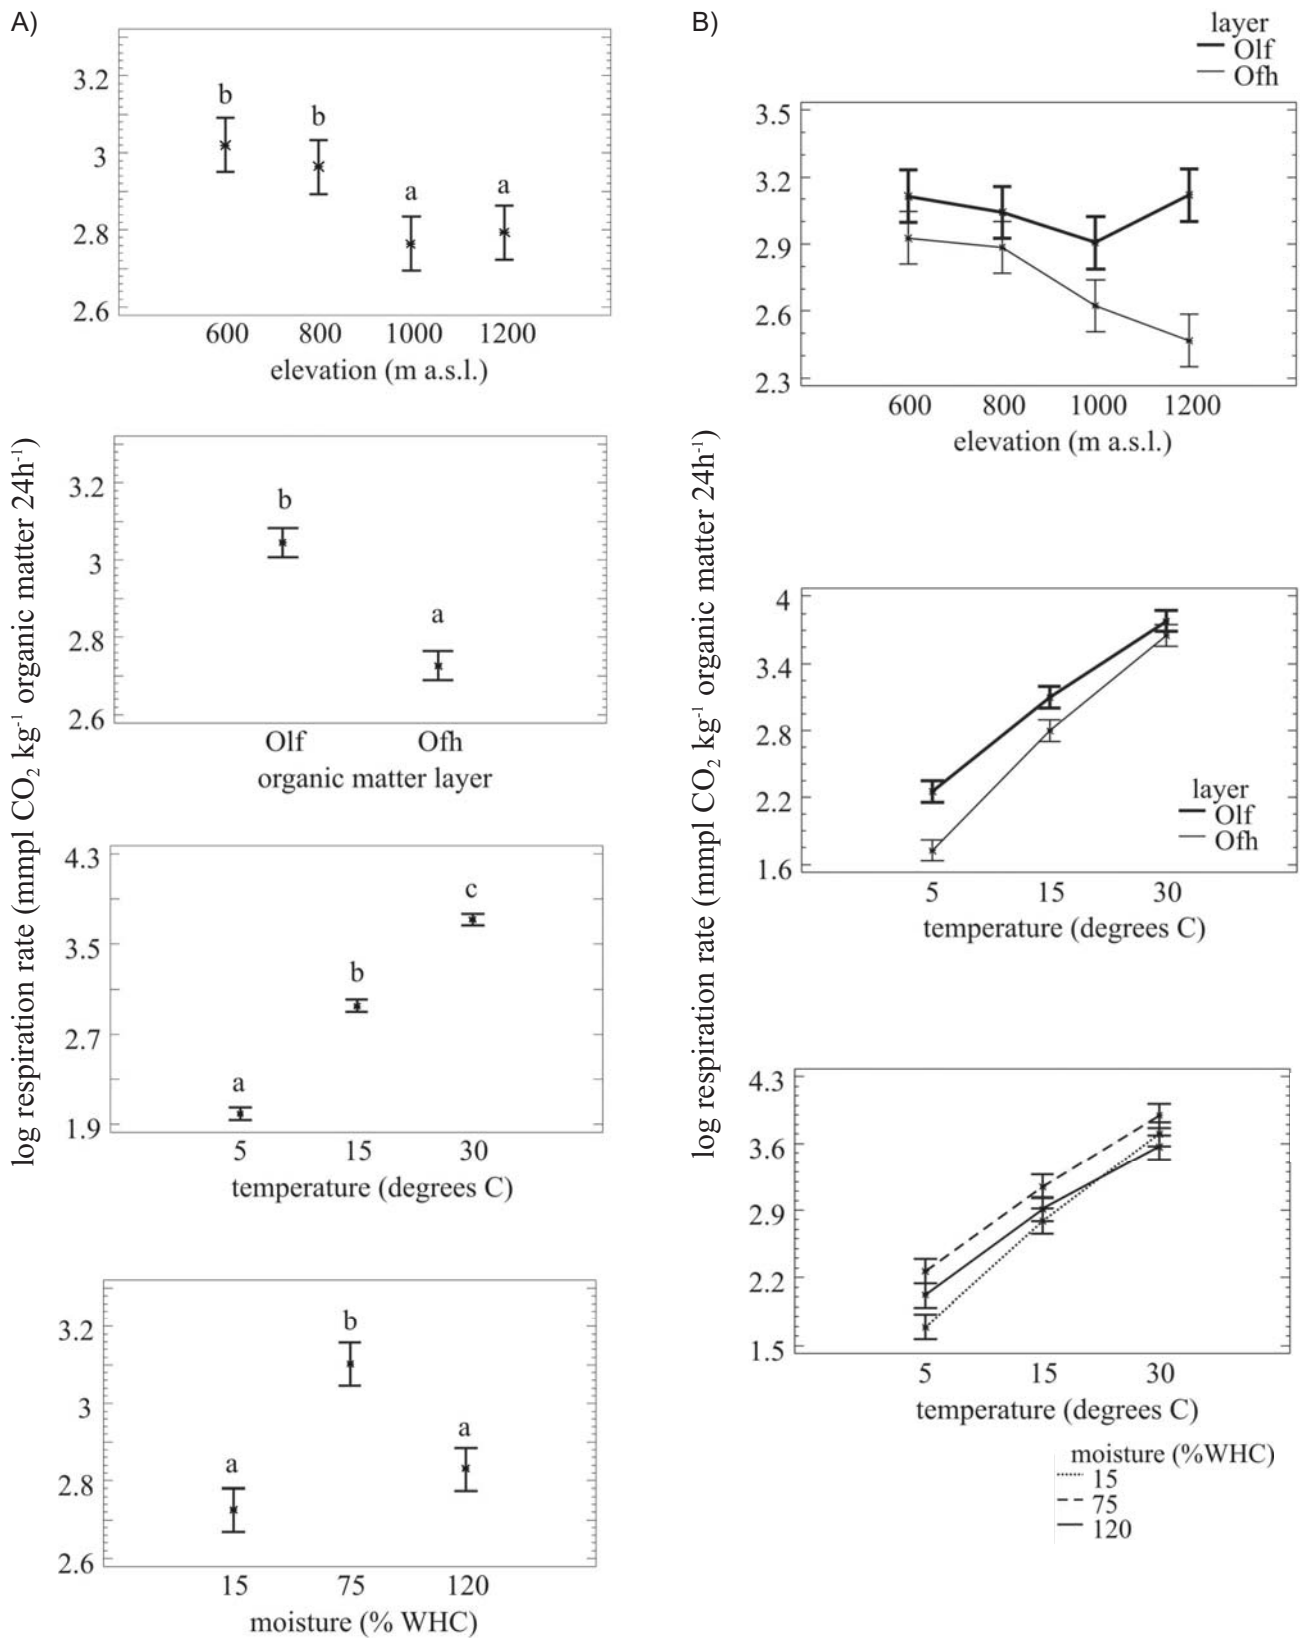 A)
log respiration rate (mmpl CO₂ kg⁻¹ organic matter 24h⁻¹)
3.2
3
2.8
2.6
b
b
a
a
600 800 1000 1200
elevation (m a.s.l.)
3.2
3
2.8
2.6
b
a
Olf Ofh
organic matter layer
4.3
3.5
2.7
1.9
a
b
c
5 15 30
temperature (degrees C)
3.2
3
2.8
2.6
a
b
a
15 75 120
moisture (% WHC)
B)
log respiration rate (mmpl CO₂ kg⁻¹ organic matter 24h⁻¹)
layer
Olf
Ofh
3.5
3.2
2.9
2.6
2.3
600 800 1000 1200
elevation (m a.s.l.)
4
3.4
2.8
2.2
1.6
layer
Olf
Ofh
5 15 30
temperature (degrees C)
4.3
3.6
2.9
2.2
1.5
5 15 30
temperature (degrees C)
moisture (%WHC)
15
75
120